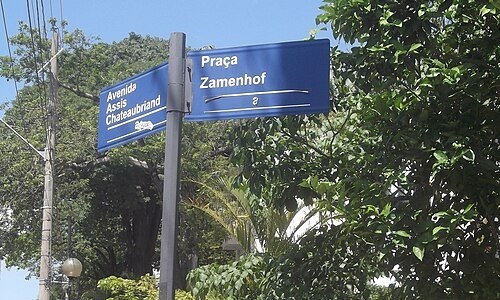 Avenida
Assis
Chateaubriand
Praça
Zamenhof